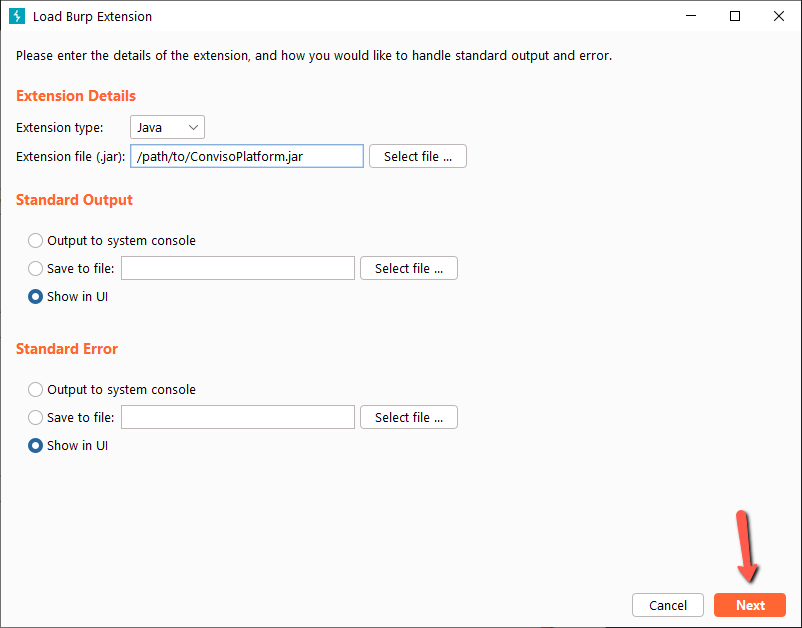 Load Burp Extension
Please enter the details of the extension, and how you would like to handle standard output and error.
Extension Details
Extension type: Java
Extension file (.jar): /path/to/ConvisoPlatform.jar Select file ...
Standard Output
Output to system console
Save to file: Select file ...
Show in UI
Standard Error
Output to system console
Save to file: Select file ...
Show in UI
Cancel Next